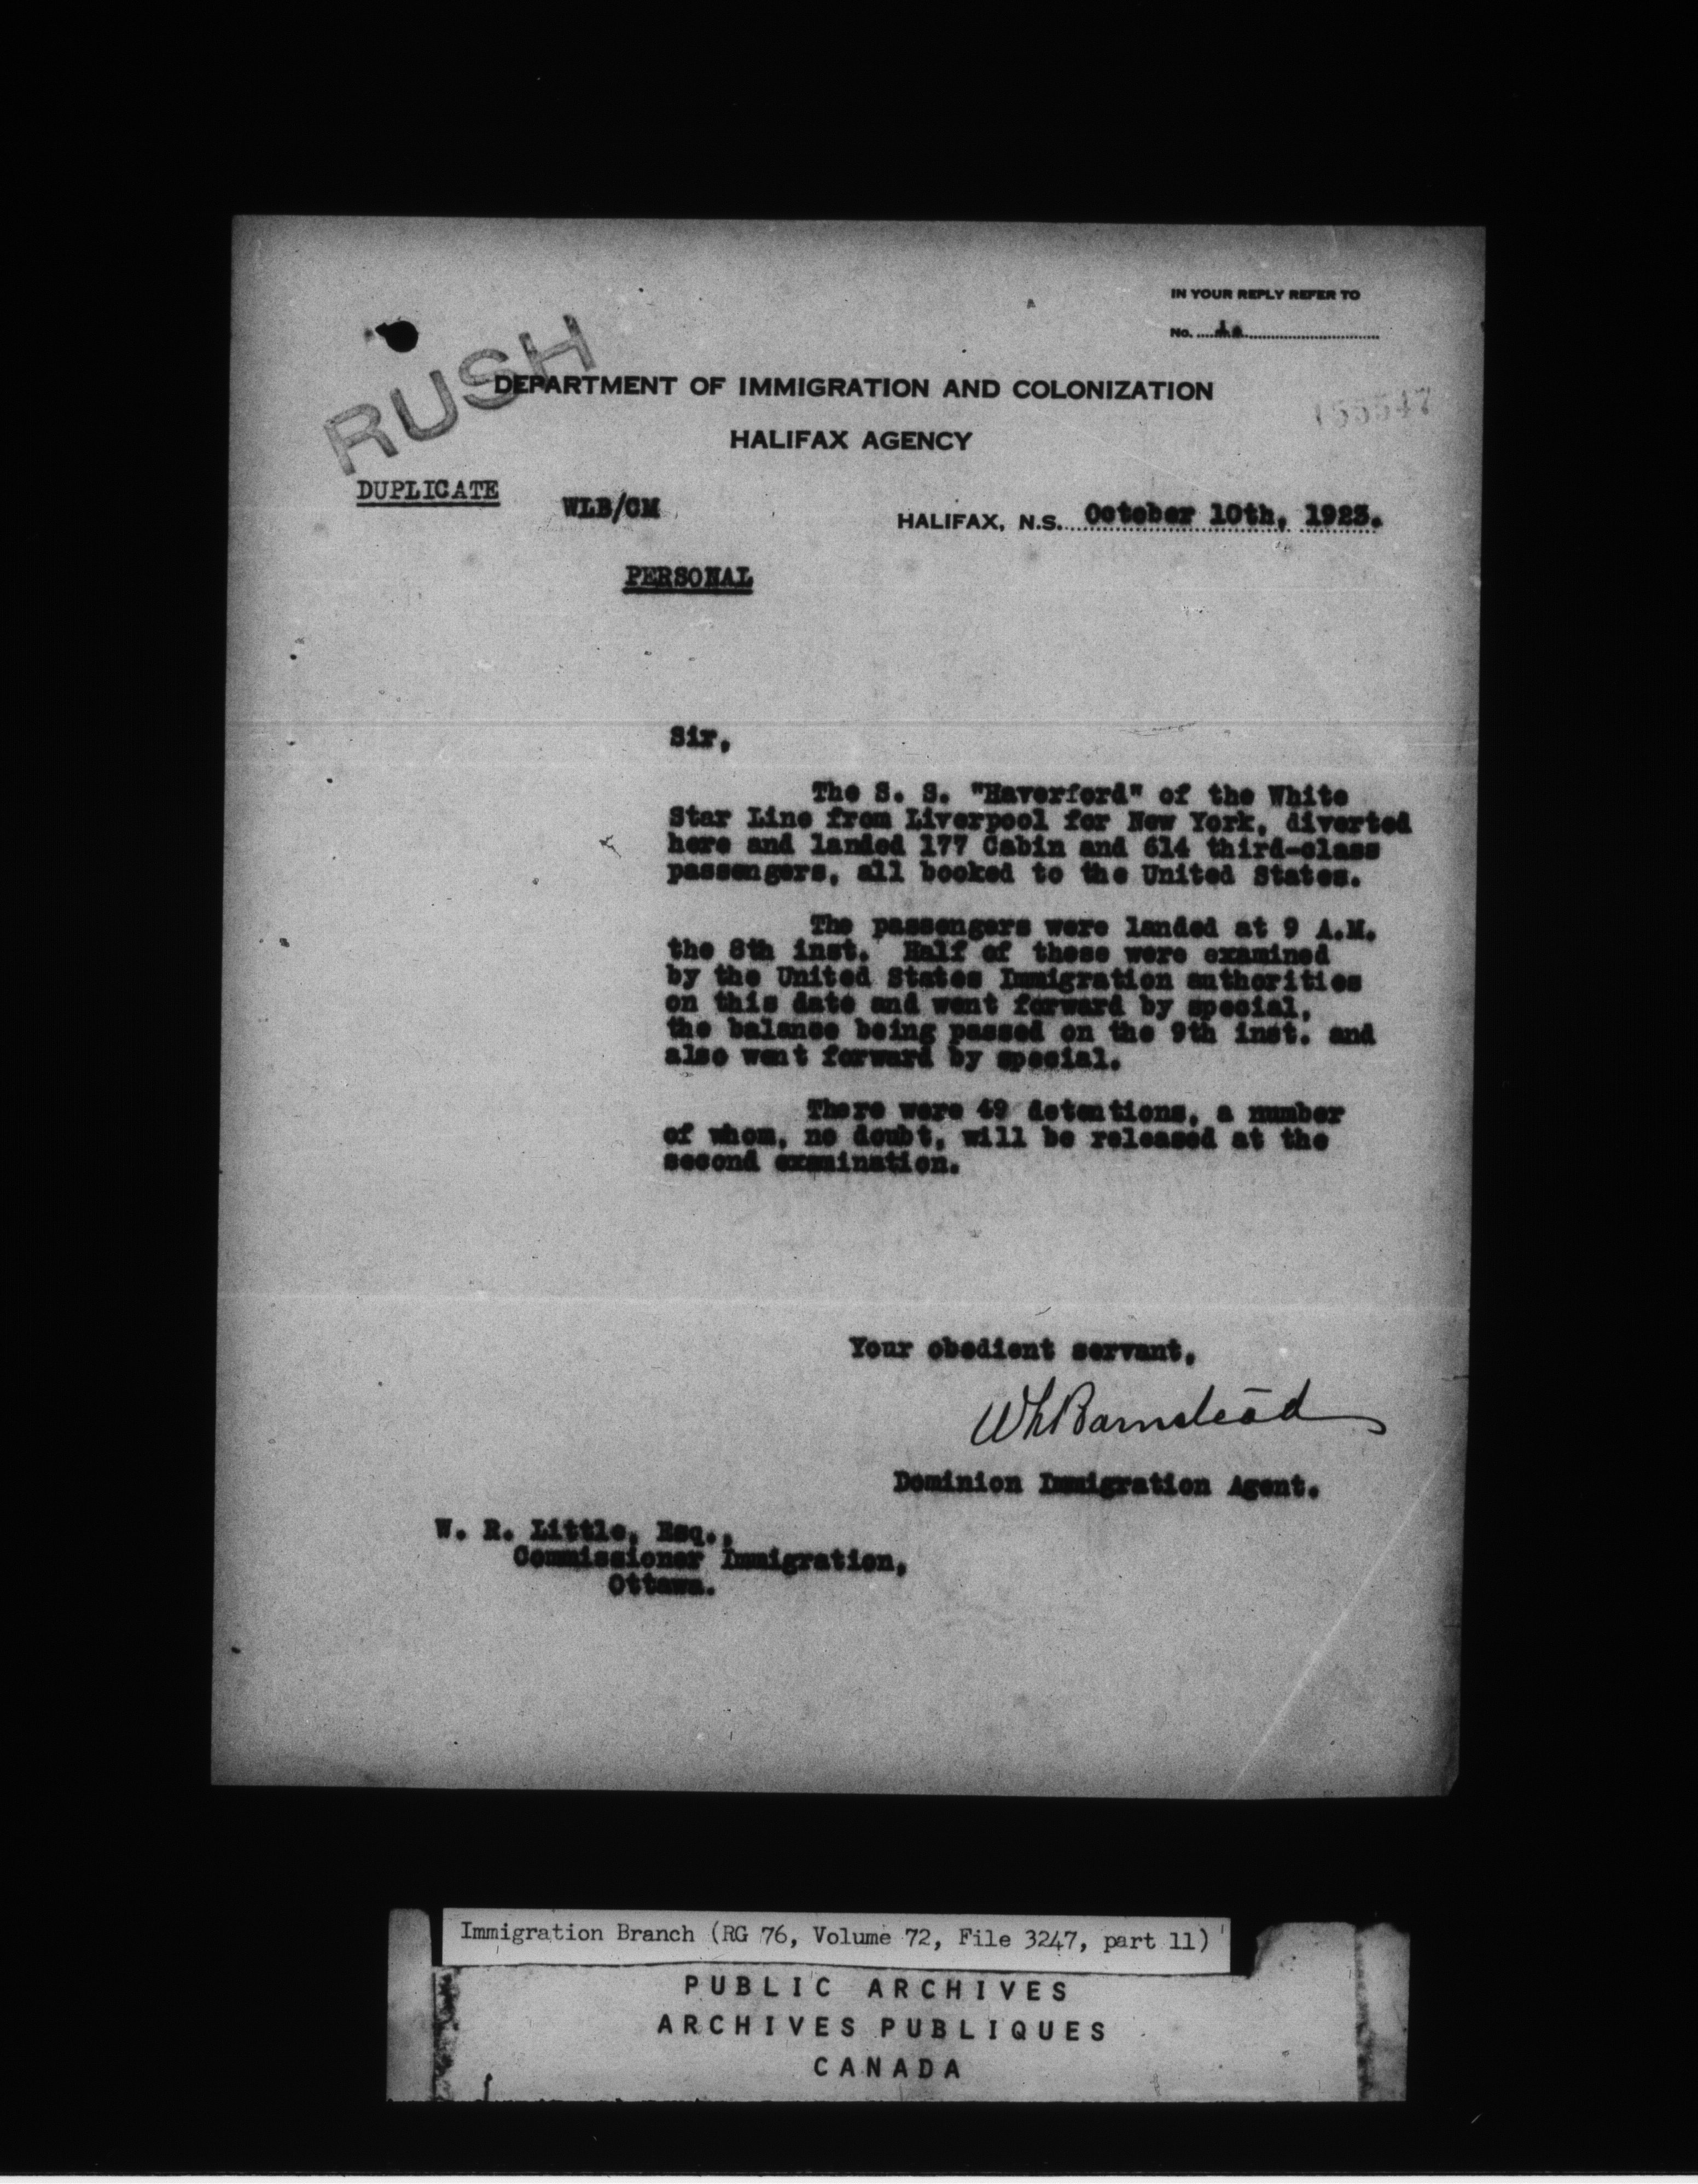 IN YOUR REPLY REFER TO
No.
RUSH
DEPARTMENT OF IMMIGRATION AND COLONIZATION
155547
HALIFAX AGENCY
DUPLICATE
WLB/CM
HALIFAX, N.S. October 10th, 1923.
PERSONAL
Sir,
The S. S. "Haverford" of the White
Star Line from Liverpool for New York, diverted
here and landed 177 Cabin and 614 third-class
passengers, all booked to the United States.
The passengers were landed at 9 A.M.
the 8th inst. Half of these were examined
by the United States Immigration authorities
on this date and went forward by special,
the balance being passed on the 9th inst. and
also went forward by special.
There were 49 detentions, a number
of whom, no doubt, will be released at the
second examination.
Your obedient servant,
WLBarnstead
Dominion Immigration Agent.
W. R. Little, Esq.,
Commissioner Immigration,
Ottawa.
Immigration Branch (RG 76, Volume 72, File 3247, part 11)
PUBLIC ARCHIVES
ARCHIVES PUBLIQUES
CANADA